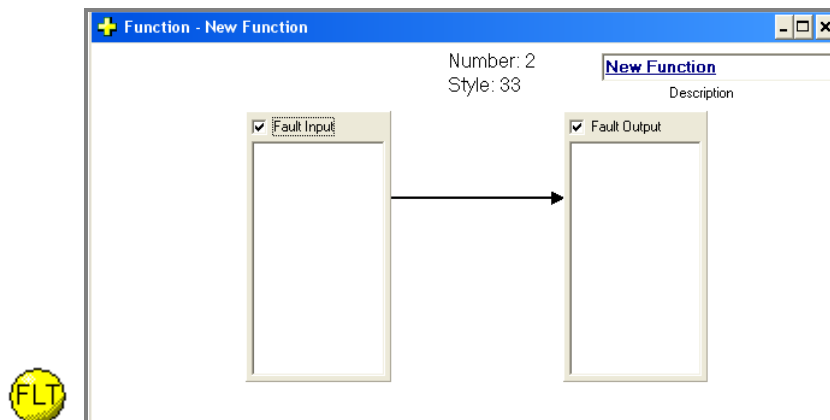 Function - New Function
Number: 2
Style: 33
New Function
Description
Fault Input
Fault Output
FLT